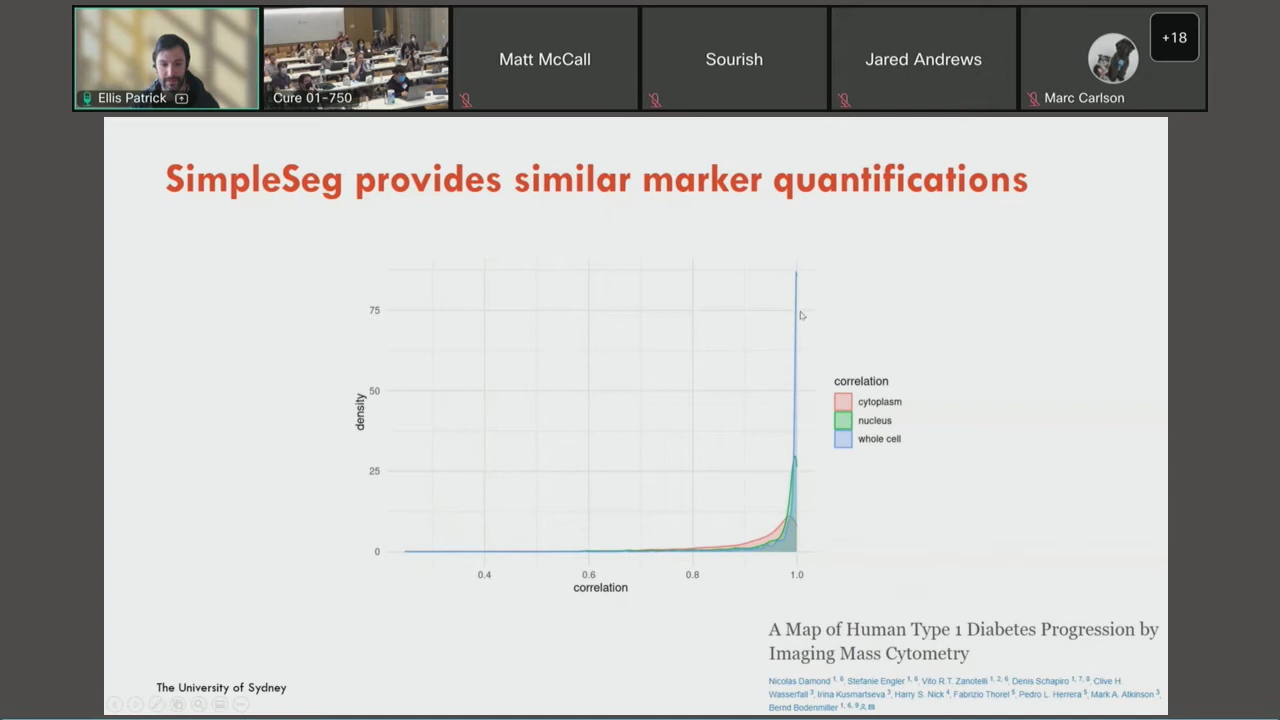 Ellis Patrick
Cure 01-750
Matt McCall
Sourish
Jared Andrews
Marc Carlson
+18
SimpleSeg provides similar marker quantifications
75
50
25
0
density
0.4 0.6 0.8 1.0
correlation
correlation
cytoplasm
nucleus
whole cell
A Map of Human Type 1 Diabetes Progression by
Imaging Mass Cytometry
Nicolas Damond 1, 6, Stefanie Engler 1, 6, Vito R.T. Zanotelli 1, 2, 6, Denis Schapiro 1, 7, 8, Clive H.
Wasserfall 3, Irina Kusmartseva 3, Harry S. Nick 4, Fabrizio Thorel 5, Pedro L. Herrera 5, Mark A. Atkinson 3,
Bernd Bodenmiller 1, 6, 9
The University of Sydney